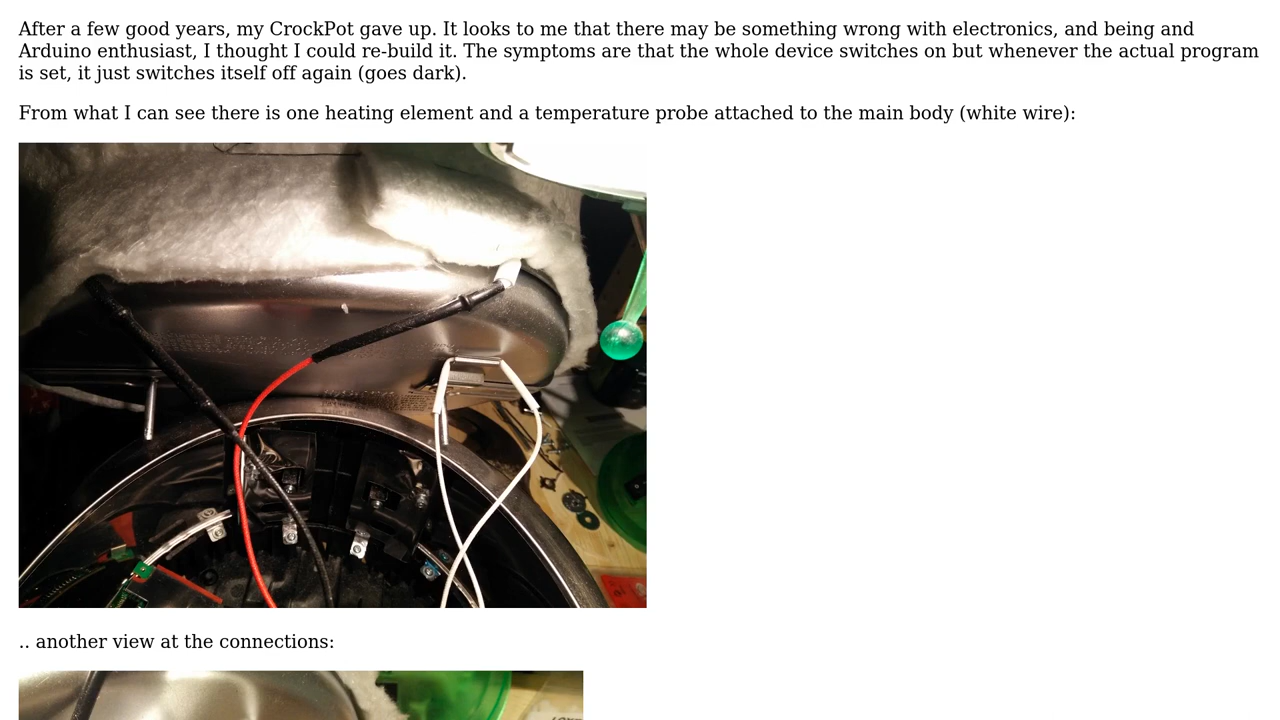 After a few good years, my CrockPot gave up. It looks to me that there may be something wrong with electronics, and being and
Arduino enthusiast, I thought I could re-build it. The symptoms are that the whole device switches on but whenever the actual program
is set, it just switches itself off again (goes dark).
From what I can see there is one heating element and a temperature probe attached to the main body (white wire):
.. another view at the connections: